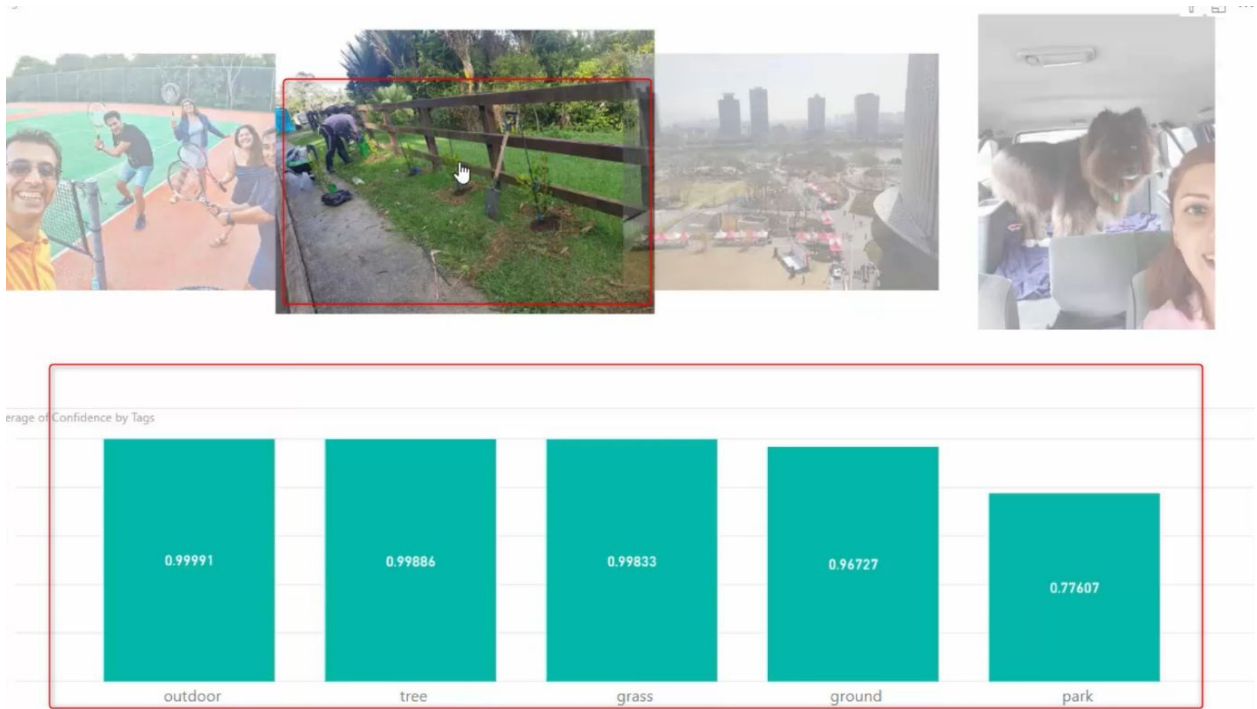 erage of Confidence by Tags
0.99991
0.99886
0.99833
0.96727
0.77607
outdoor
tree
grass
ground
park